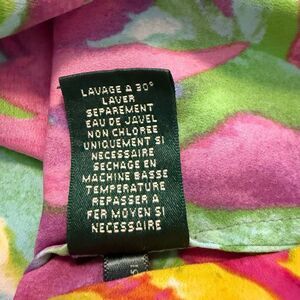 LAVAGE A 30°
LAVER
SEPAREMENT
EAU DE JAVEL
NON CHLOREE
UNIQUEMENT SI
NECESSAIRE
SECHAGE EN
MACHINE BASSE
TEMPERATURE
REPASSER A
FER MOYEN SI
NECESSAIRE